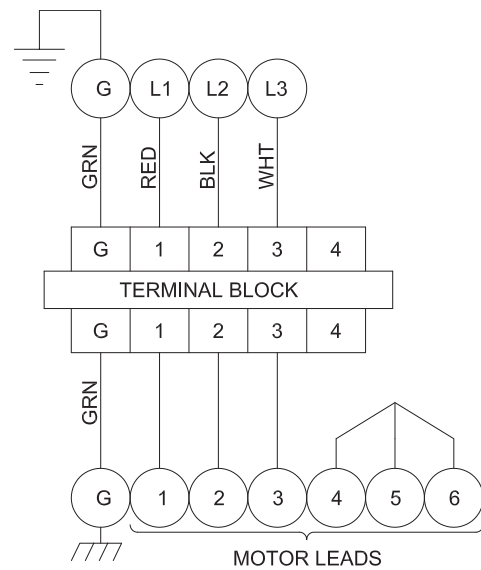 G L1 L2 L3
GRN RED BLK WHT
G 1 2 3 4
TERMINAL BLOCK
G 1 2 3 4
GRN
G 1 2 3 4 5 6
MOTOR LEADS